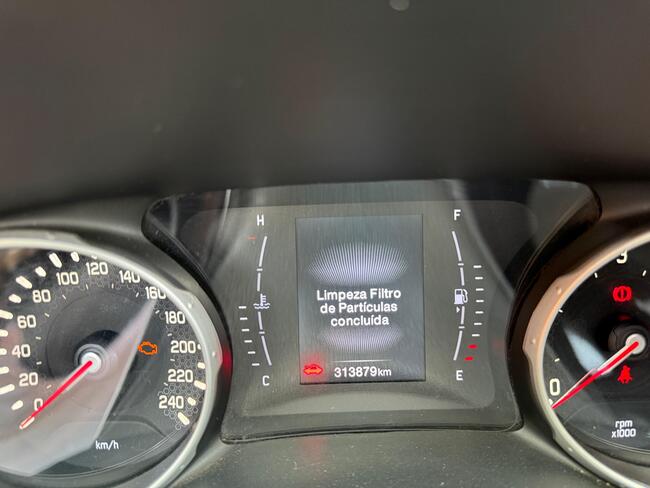 H
F
Limpeza Filtro
de Partículas
concluída
313879km
C
E
0
20
40
60
80
100
120
140
160
180
200
220
240
km/h
0
rpm
x1000